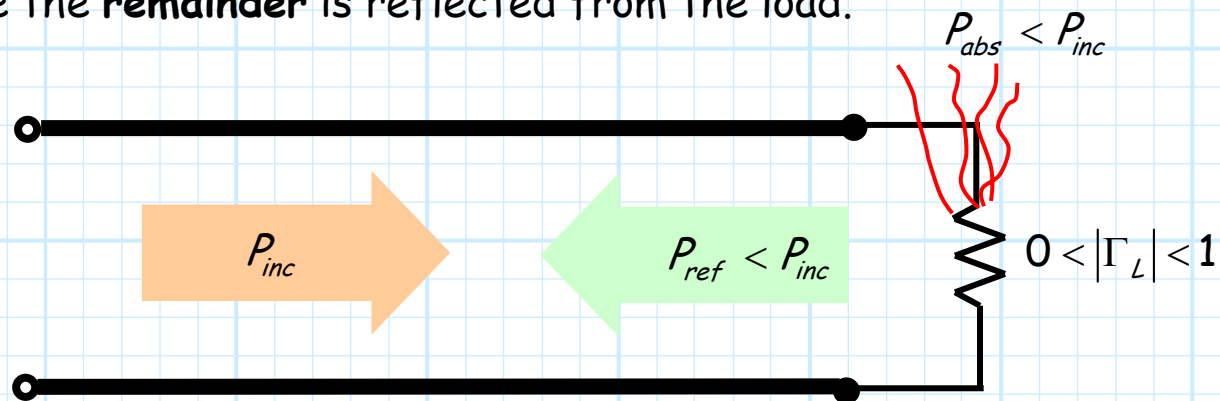 e the remainder is reflected from the load.
P_abs < P_inc
P_inc
P_ref < P_inc
0 < |Γ_L| < 1